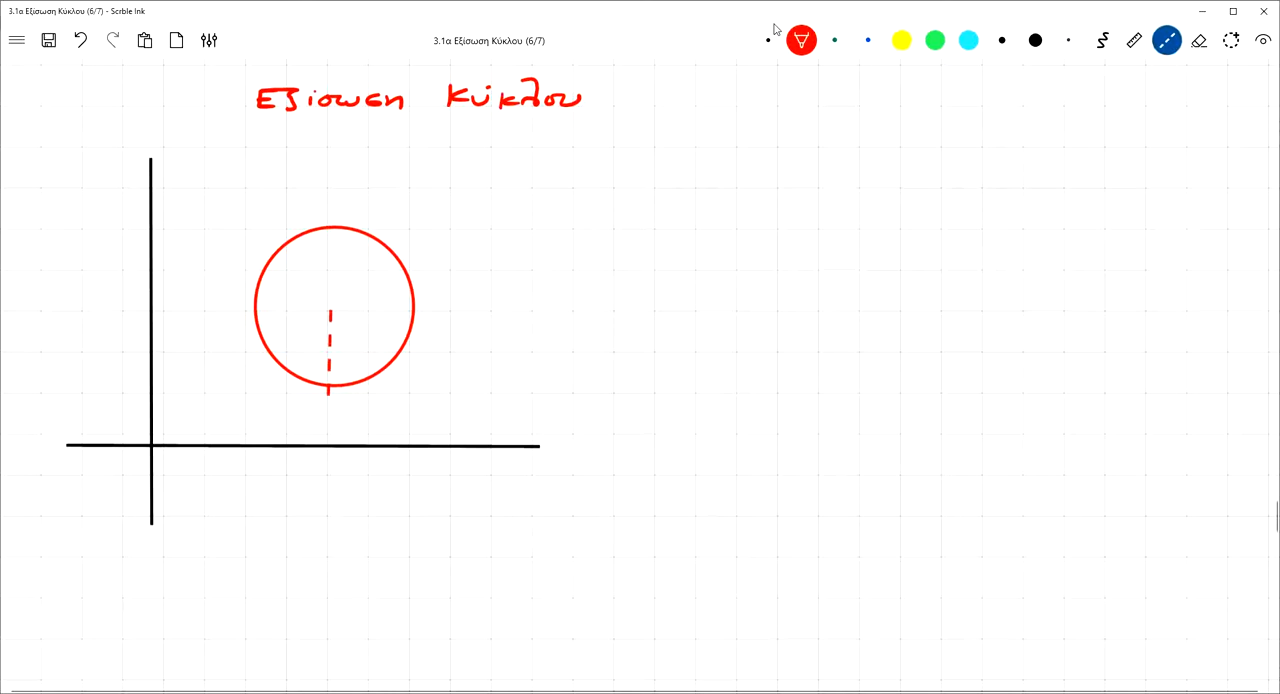 3.1α Εξίσωση Κύκλου (6/7) - Scrble Ink
3.1α Εξίσωση Κύκλου (6/7)
Εξίσωση Κύκλου